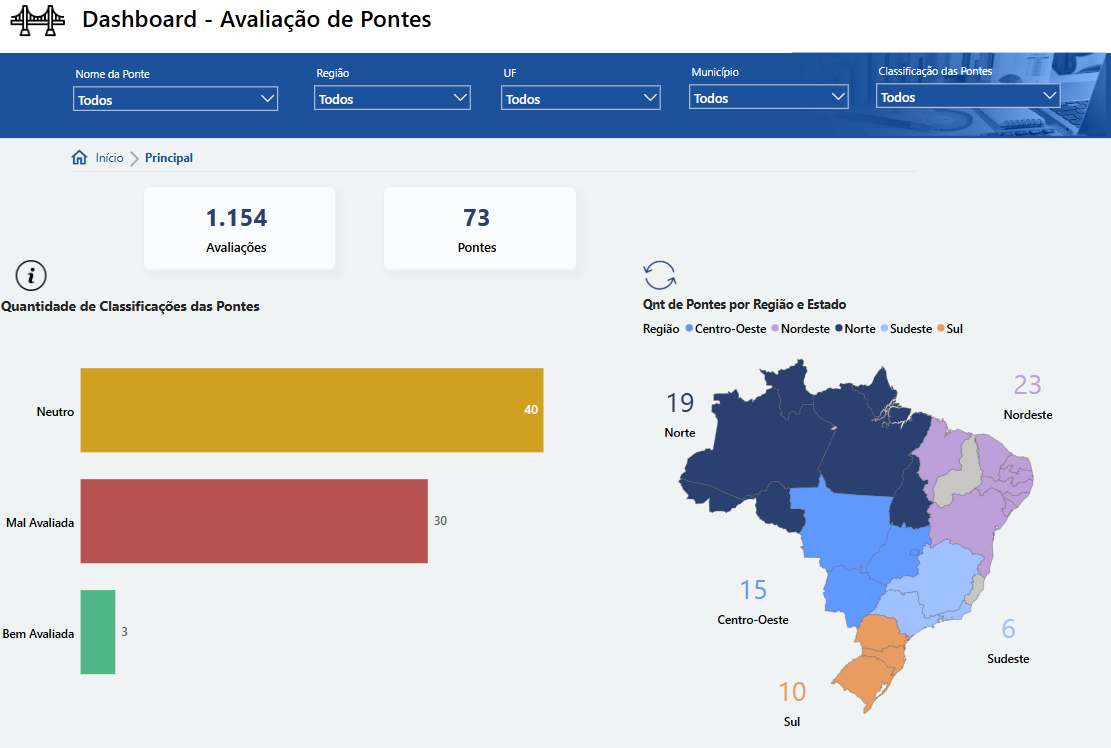 Dashboard - Avaliação de Pontes
Nome da Ponte
Todos
Região
Todos
UF
Todos
Município
Todos
Classificação das Pontes
Todos
Início
Principal
1.154
Avaliações
73
Pontes
i
Quantidade de Classificações das Pontes
Neutro
40
Mal Avaliada
30
Bem Avaliada
3
Qnt de Pontes por Região e Estado
Região Centro-Oeste Nordeste Norte Sudeste Sul
19
Norte
23
Nordeste
15
Centro-Oeste
6
Sudeste
10
Sul